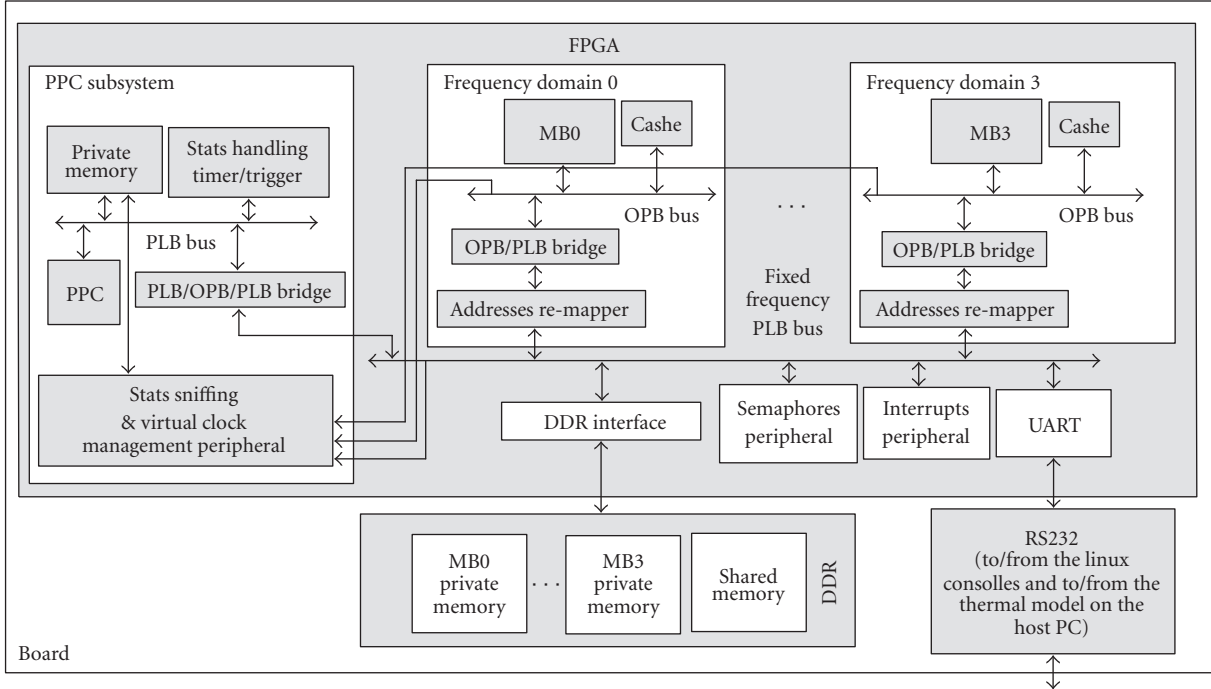 FPGA
PPC subsystem
Private
memory
Stats handling
timer/trigger
PLB bus
PPC
PLB/OPB/PLB bridge
Stats sniffing
& virtual clock
management peripheral
Frequency domain 0
MB0
Cashe
OPB bus
OPB/PLB bridge
Addresses re-mapper
. . .
Fixed
frequency
PLB bus
Frequency domain 3
MB3
Cashe
OPB bus
OPB/PLB bridge
Addresses re-mapper
DDR interface
Semaphores
peripheral
Interrupts
peripheral
UART
MB0
private
memory
. . .
MB3
private
memory
Shared
memory
DDR
RS232
(to/from the linux
consolles and to/from the
thermal model on the
host PC)
Board